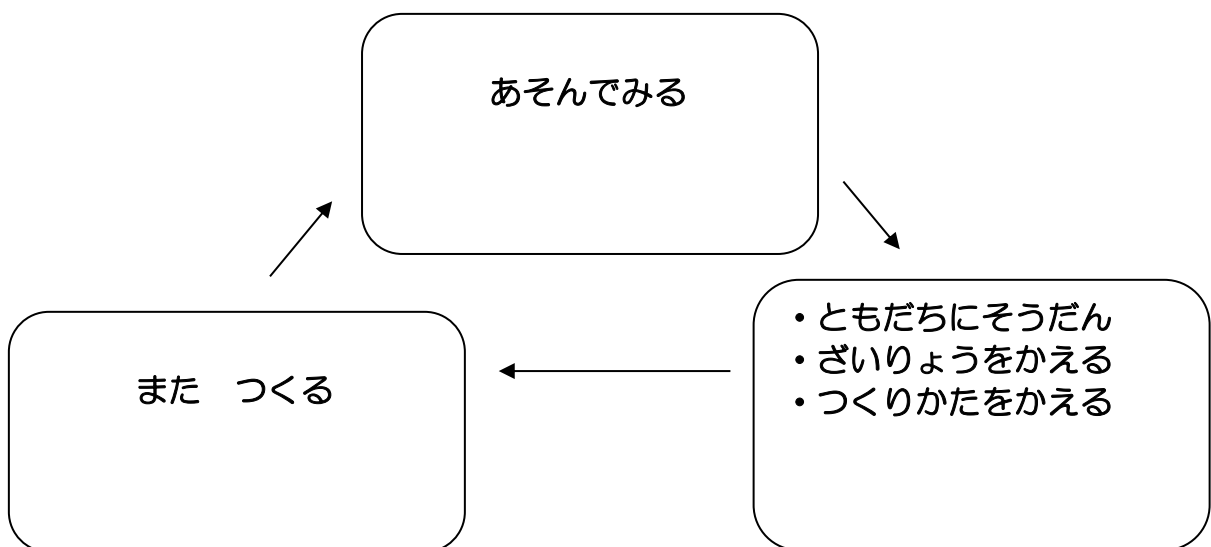 あそんでみる
・ともだちにそうだん
・ざいりょうをかえる
・つくりかたをかえる
また　つくる